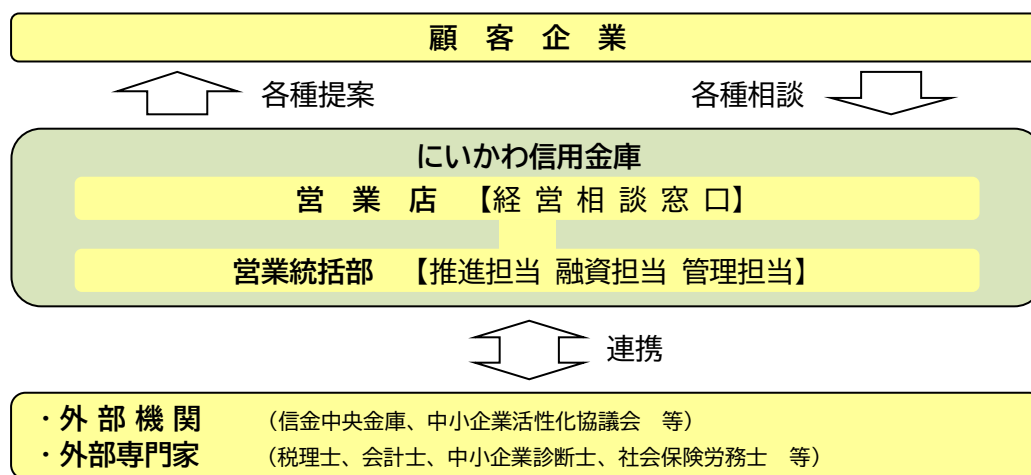 顧 客 企 業
各種提案
各種相談
にいかわ信用金庫
営 業 店 【経 営 相 談 窓 口】
営業統括部 【推進担当 融資担当 管理担当】
連携
・外 部 機 関 （信金中央金庫、中小企業活性化協議会 等）
・外部専門家 （税理士、会計士、中小企業診断士、社会保険労務士 等）